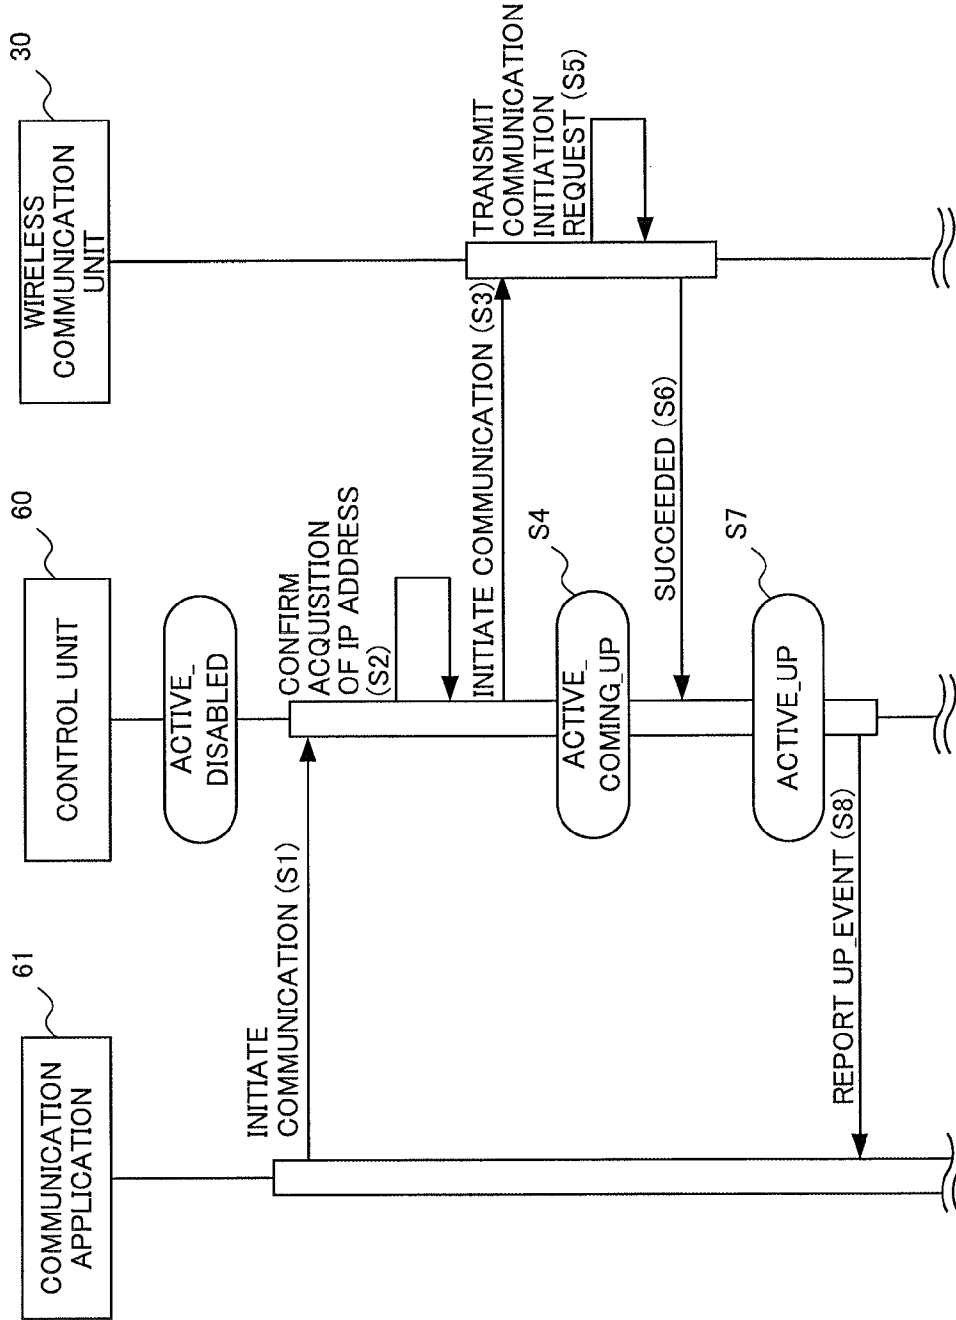 COMMUNICATION
APPLICATION
61
CONTROL UNIT
60
WIRELESS
COMMUNICATION
UNIT
30
ACTIVE_
DISABLED
INITIATE
COMMUNICATION (S1)
CONFIRM
ACQUISITION
OF IP ADDRESS
(S2)
INITIATE COMMUNICATION (S3)
TRANSMIT
COMMUNICATION
INITIATION
REQUEST (S5)
ACTIVE_
COMING_UP
S4
SUCCEEDED (S6)
ACTIVE_UP
S7
REPORT UP_EVENT (S8)